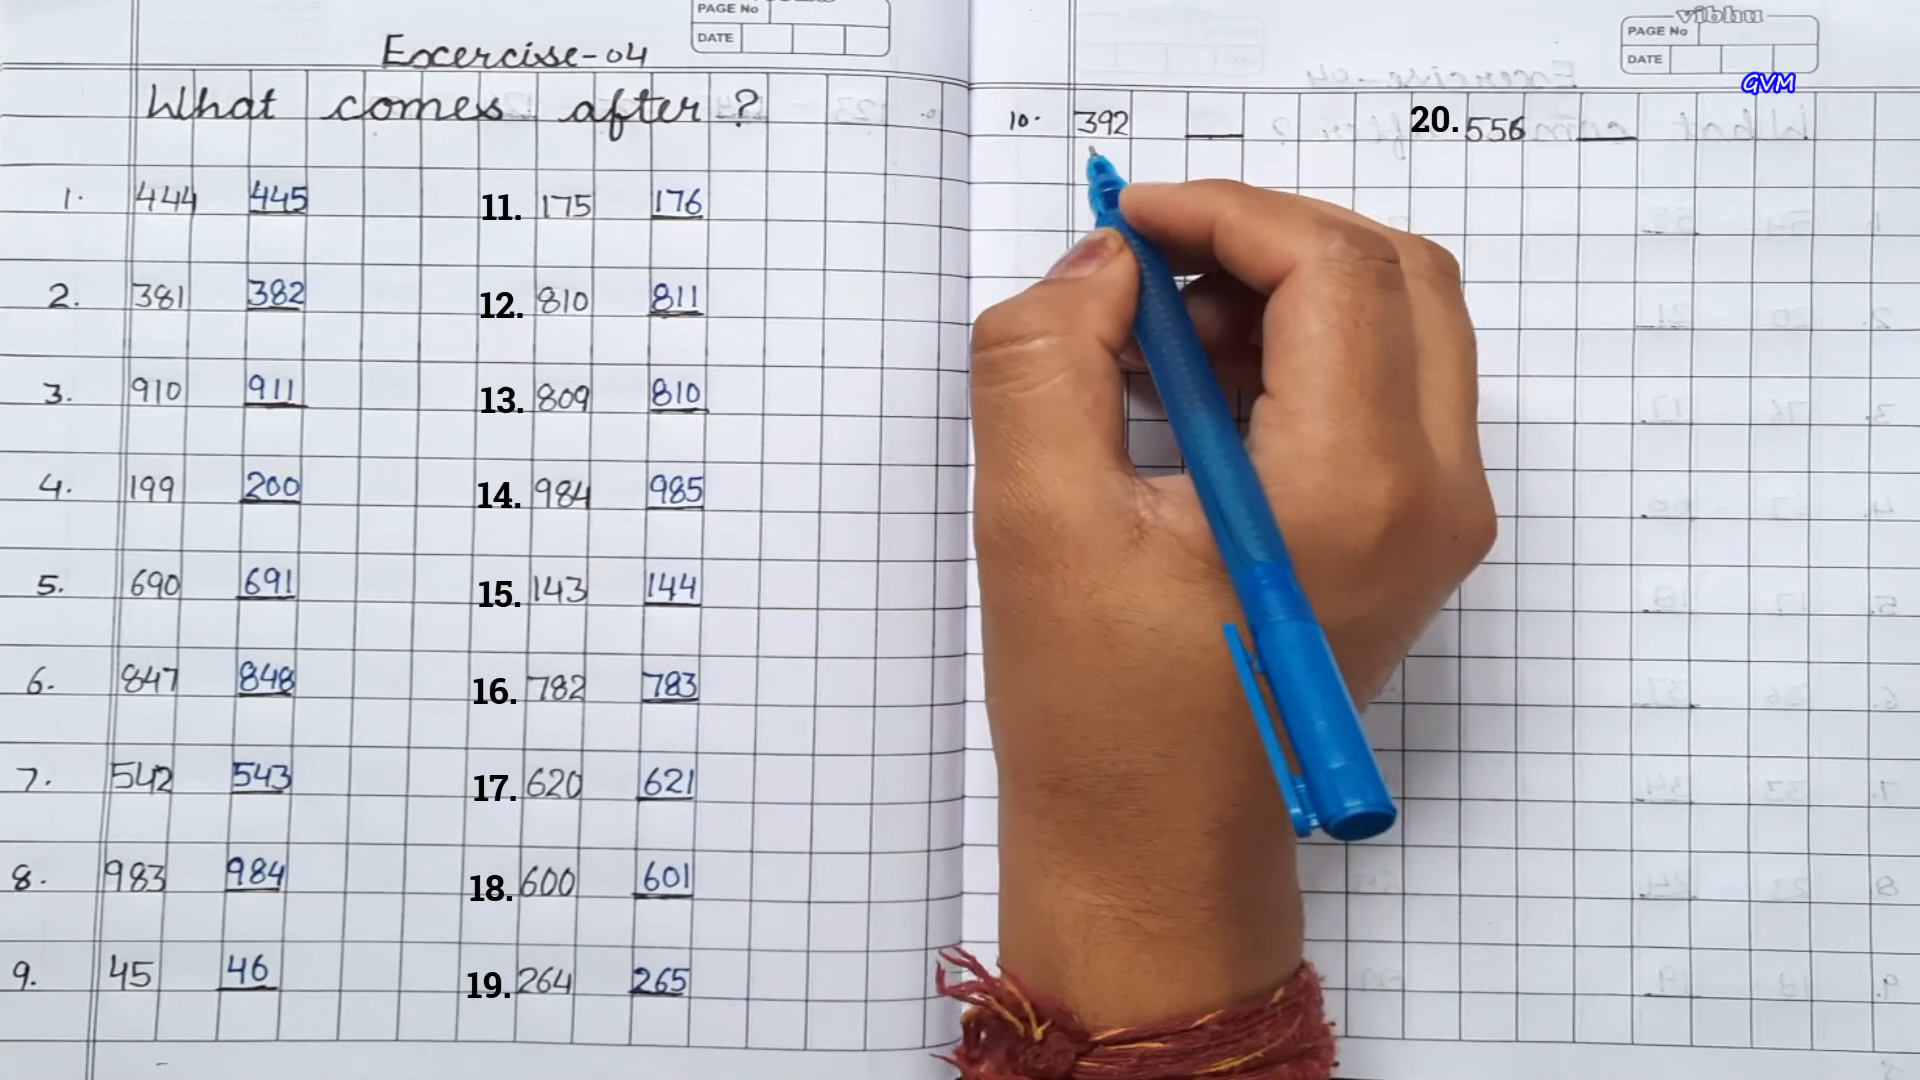 PAGE No
DATE
Excercise-04
What comes after?
1. 444 445
2. 381 382
3. 910 911
4. 199 200
5. 690 691
6. 847 848
7. 542 543
8. 983 984
9. 45 46
11. 175 176
12. 810 811
13. 809 810
14. 984 985
15. 143 144
16. 782 783
17. 620 621
18. 600 601
19. 264 265
vibhu
PAGE No
DATE
GVM
10. 392
20. 556